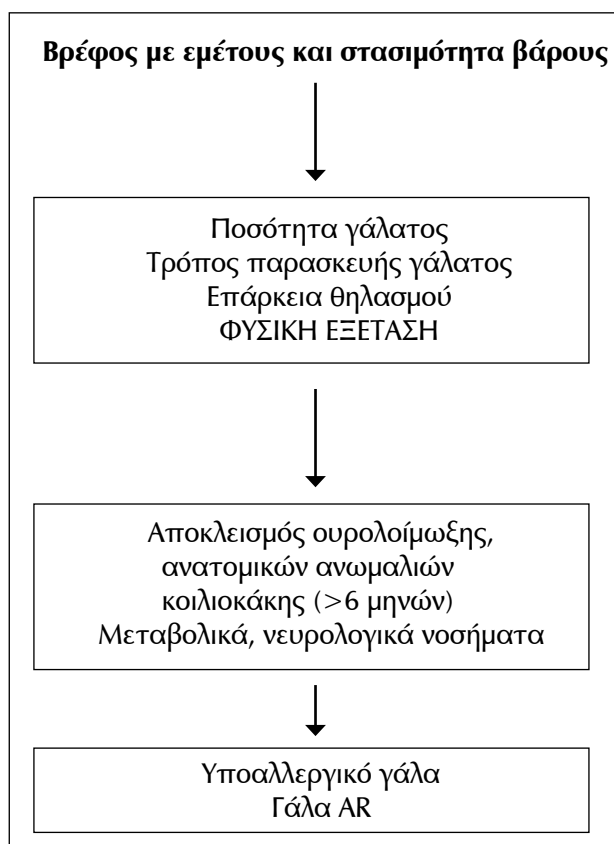 Βρέφος με εμέτους και στασιμότητα βάρους
Ποσότητα γάλατος
Τρόπος παρασκευής γάλατος
Επάρκεια θηλασμού
ΦΥΣΙΚΗ ΕΞΕΤΑΣΗ
Αποκλεισμός ουρολοίμωξης,
ανατομικών ανωμαλιών
κοιλιοκάκης (>6 μηνών)
Μεταβολικά, νευρολογικά νοσήματα
Υποαλλεργικό γάλα
Γάλα AR